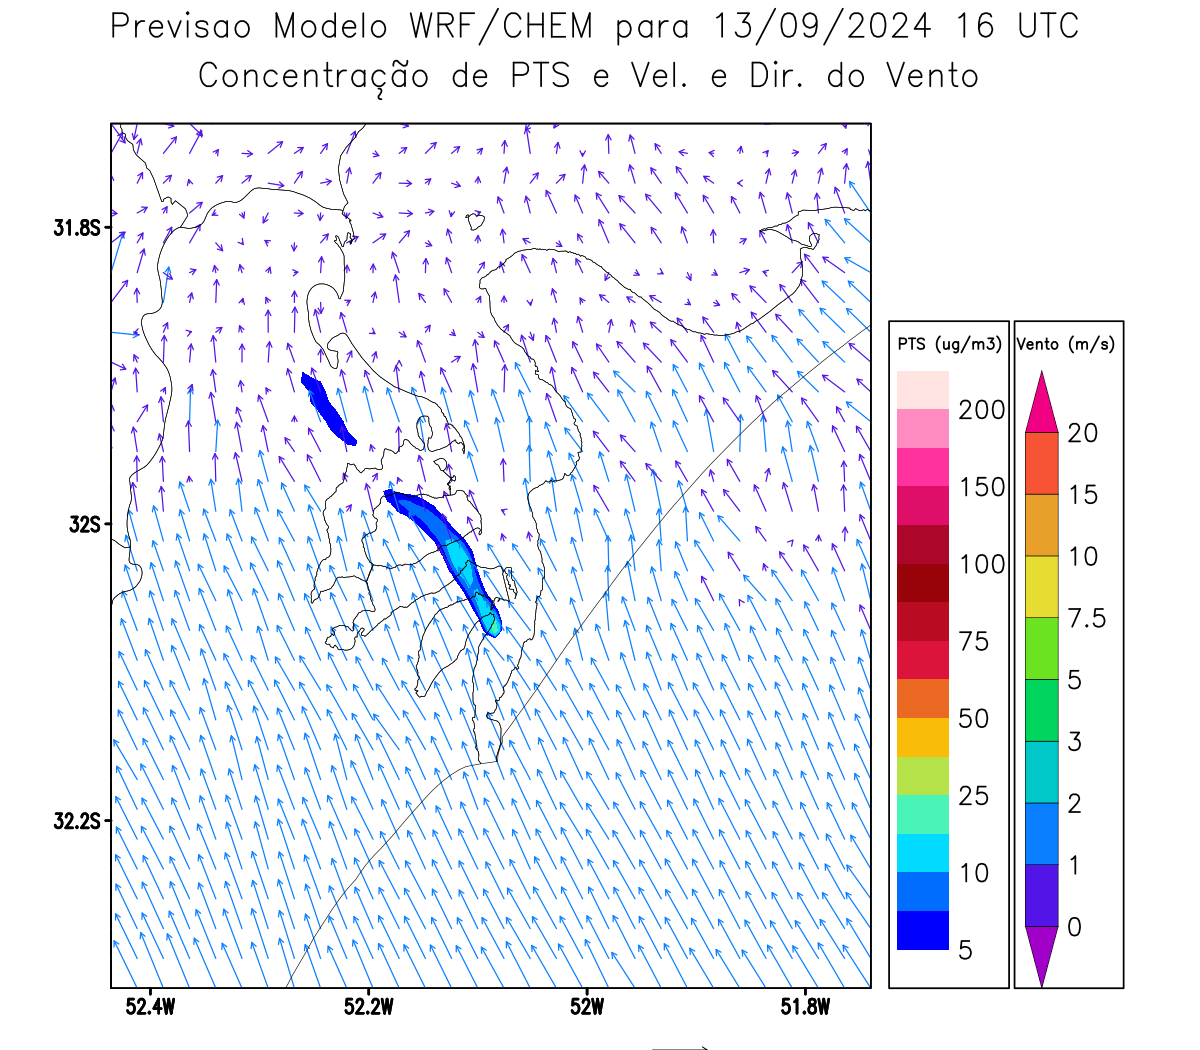 Previsao Modelo WRF/CHEM para 13/09/2024 16 UTC
Concentração de PTS e Vel. e Dir. do Vento
31.8S
32S
32.2S
52.4W
52.2W
52W
51.8W
PTS (ug/m3)
200
150
100
75
50
25
10
5
Vento (m/s)
20
15
10
7.5
5
3
2
1
0